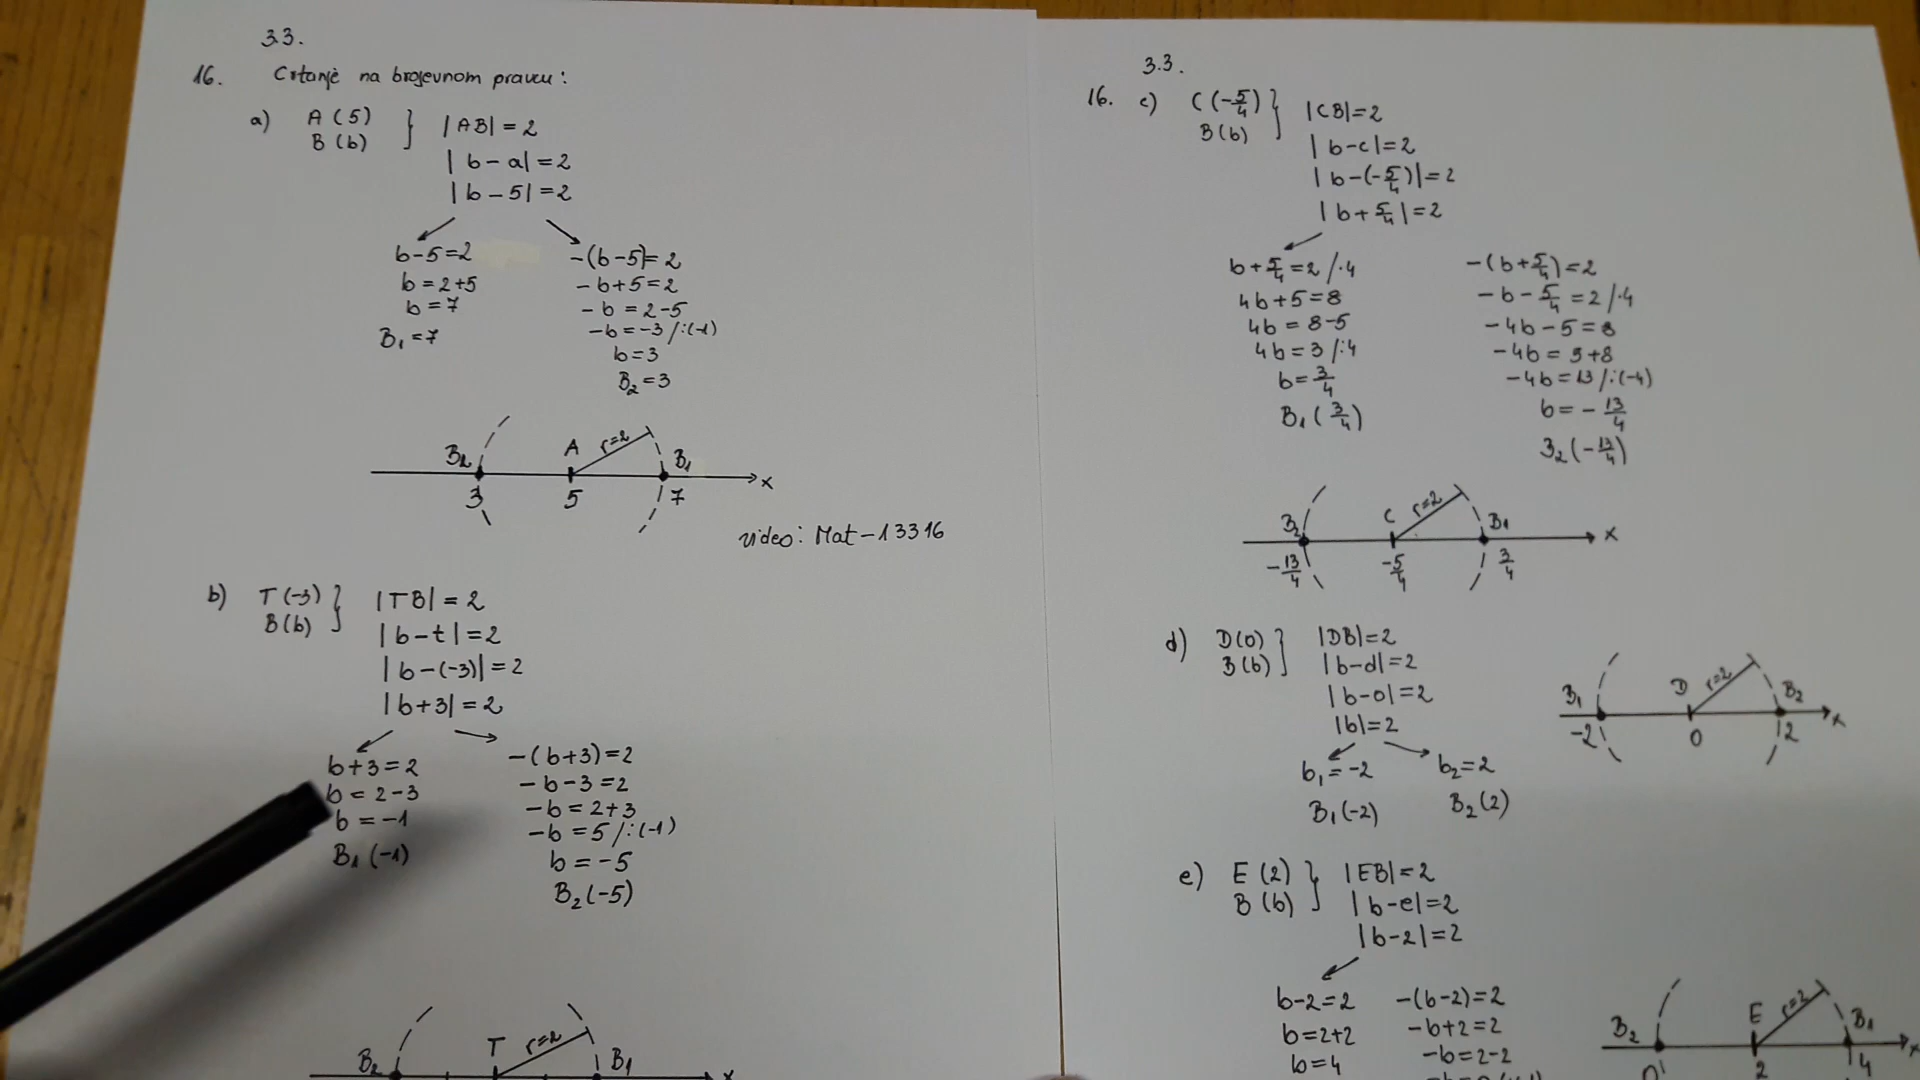 3.3.
16. Crtanje na brojevnom pravcu:
a) A (5)
B (b)
|AB| = 2
|b-a| = 2
|b-5| = 2
b-5=2
b=2+5
b=7
B₁=7
-(b-5)=2
-b+5=2
-b=2-5
-b=-3/:(-1)
b=3
B₂=3
B₂ A r=2 B₁
3 5 7 x
video: Mat-13316
b) T(-3)
B(b)
|TB| = 2
|b-t| = 2
|b-(-3)| = 2
|b+3| = 2
b+3=2
b=2-3
b=-1
B₁(-1)
-(b+3)=2
-b-3=2
-b=2+3
-b=5/:(-1)
b=-5
B₂(-5)
B₂ T r=2 B₁ x
3.3.
16. c) C(-5/4)
B(b)
|CB|=2
|b-c|=2
|b-(-5/4)|=2
|b+5/4|=2
b+5/4=2/·4
4b+5=8
4b=8-5
4b=3/:4
b=3/4
B₁(3/4)
-(b+5/4)=2
-b-5/4=2/·4
-4b-5=8
-4b=5+8
-4b=13/:(-4)
b=-13/4
B₂(-13/4)
B₂ C r=2 B₁ x
-13/4 -5/4 3/4
d) D(0)
B(b)
|DB|=2
|b-d|=2
|b-0|=2
|b|=2
b₁=-2
B₁(-2)
b₂=2
B₂(2)
B₁ D r=2 B₂
-2 0 2 x
e) E(2)
B(b)
|EB|=2
|b-e|=2
|b-2|=2
b-2=2
b=2+2
b=4
-(b-2)=2
-b+2=2
-b=2-2
B₂ E r=2 B₁ x
0 2 4